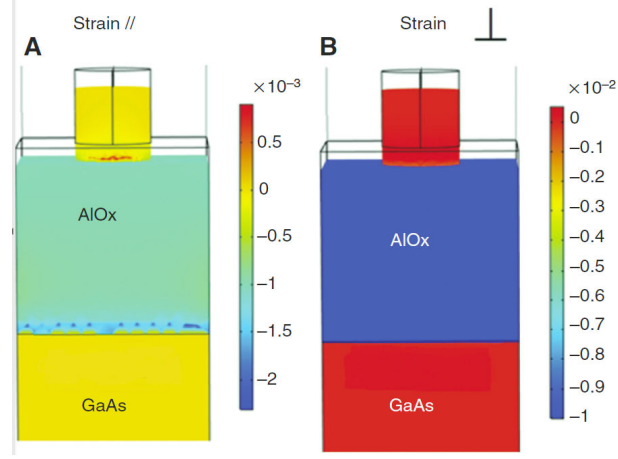 Strain //
A
×10⁻³
0.5
0
−0.5
−1
−1.5
−2
AlOx
GaAs
Strain ⊥
B
×10⁻²
0
−0.1
−0.2
−0.3
−0.4
−0.5
−0.6
−0.7
−0.8
−0.9
−1
AlOx
GaAs